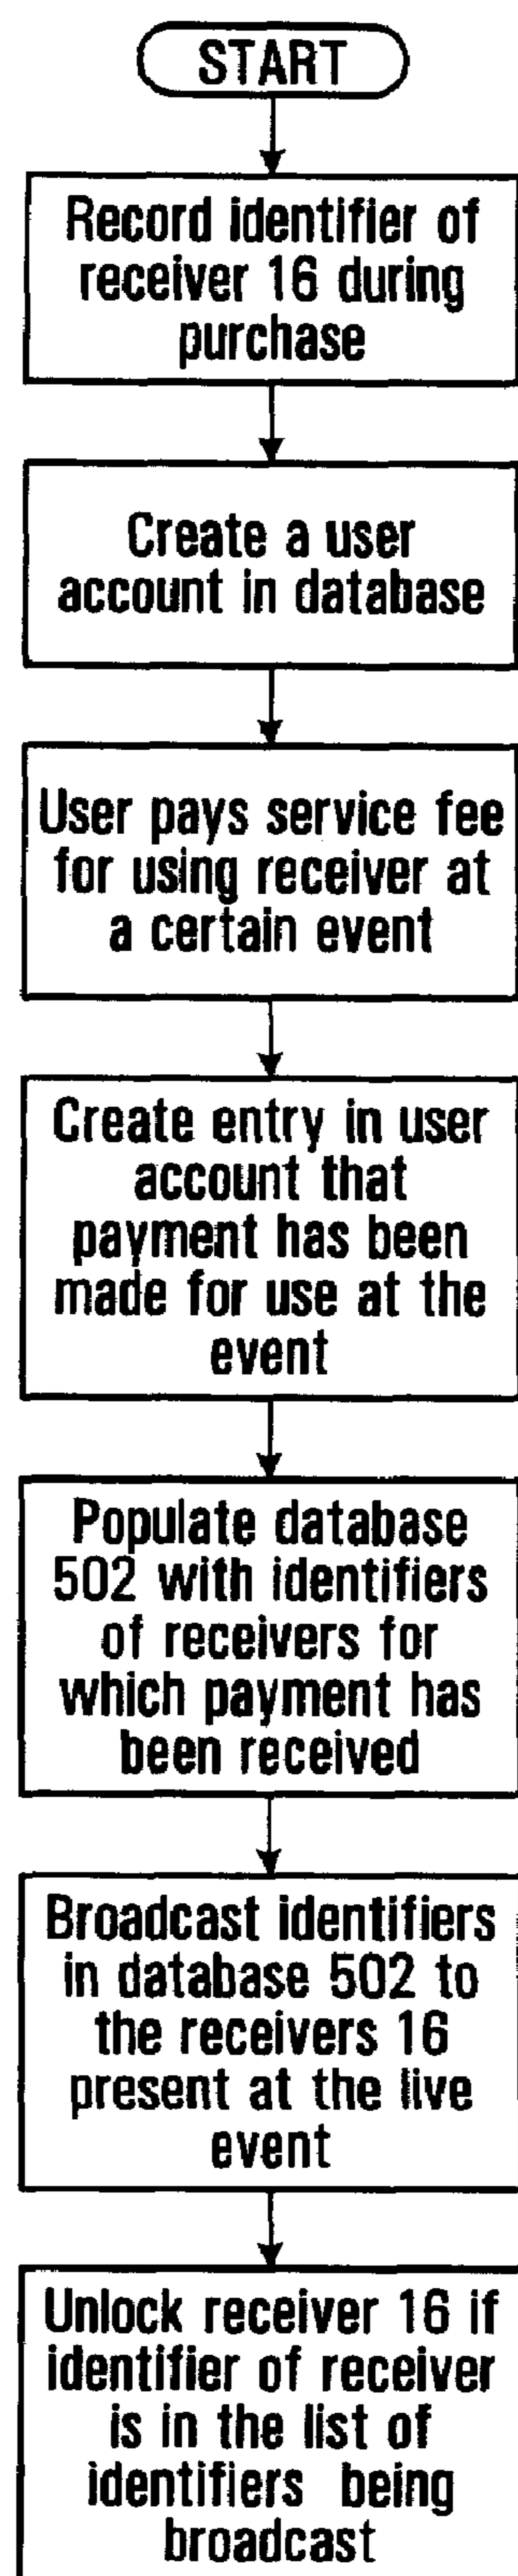 START
Record identifier of
receiver 16 during
purchase
Create a user
account in database
User pays service fee
for using receiver at
a certain event
Create entry in user
account that
payment has been
made for use at the
event
Populate database
502 with identifiers
of receivers for
which payment has
been received
Broadcast identifiers
in database 502 to
the receivers 16
present at the live
event
Unlock receiver 16 if
identifier of receiver
is in the list of
identifiers being
broadcast